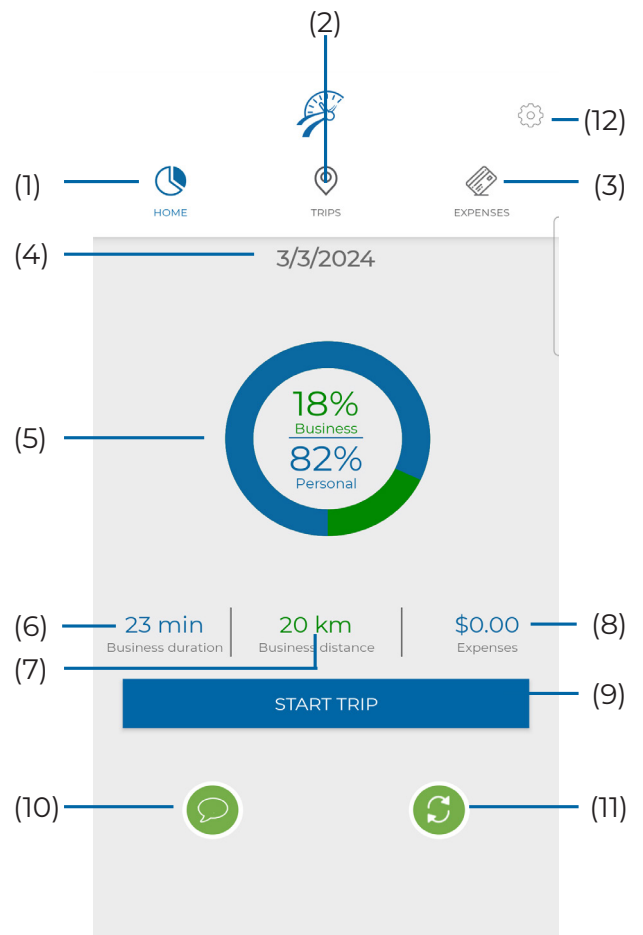 (2)
(12)
(1)
(3)
HOME
TRIPS
EXPENSES
(4)
3/3/2024
18%
Business
(5)
82%
Personal
(6)
23 min
20 km
$0.00
(8)
Business duration
Business distance
Expenses
(7)
START TRIP
(9)
(10)
(11)